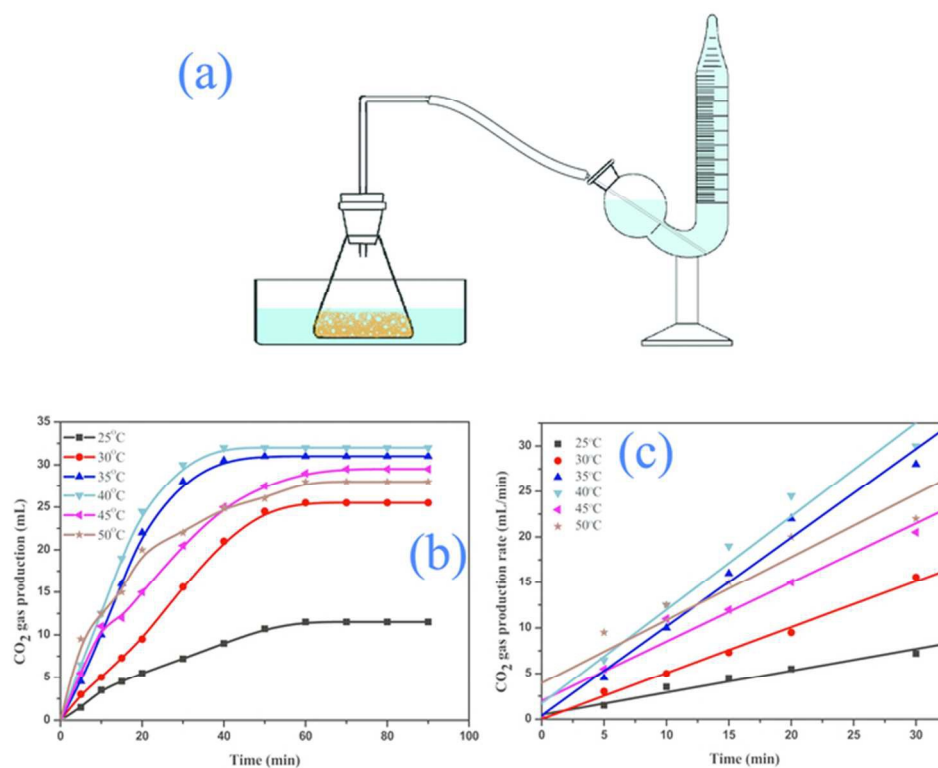 (a)
35
30
25
20
15
10
5
0
CO2 gas production (mL)
25°C
30°C
35°C
40°C
45°C
50°C
(b)
0 20 40 60 80 100
Time (min)
30
25
20
15
10
5
0
CO2 gas production rate (mL/min)
25°C
30°C
35°C
40°C
45°C
50°C
(c)
0 5 10 15 20 25 30
Time (min)